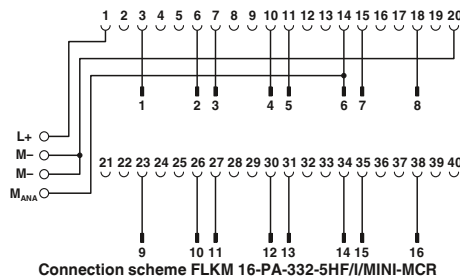 1 2 3 4 5 6 7 8 9 10 11 12 13 14 15 16 17 18 19 20
1 2 3 4 5 6 7 8
L+
M–
M–
MANA
21 22 23 24 25 26 27 28 29 30 31 32 33 34 35 36 37 38 39 40
9 10 11 12 13 14 15 16
Connection scheme FLKM 16-PA-332-5HF/I/MINI-MCR